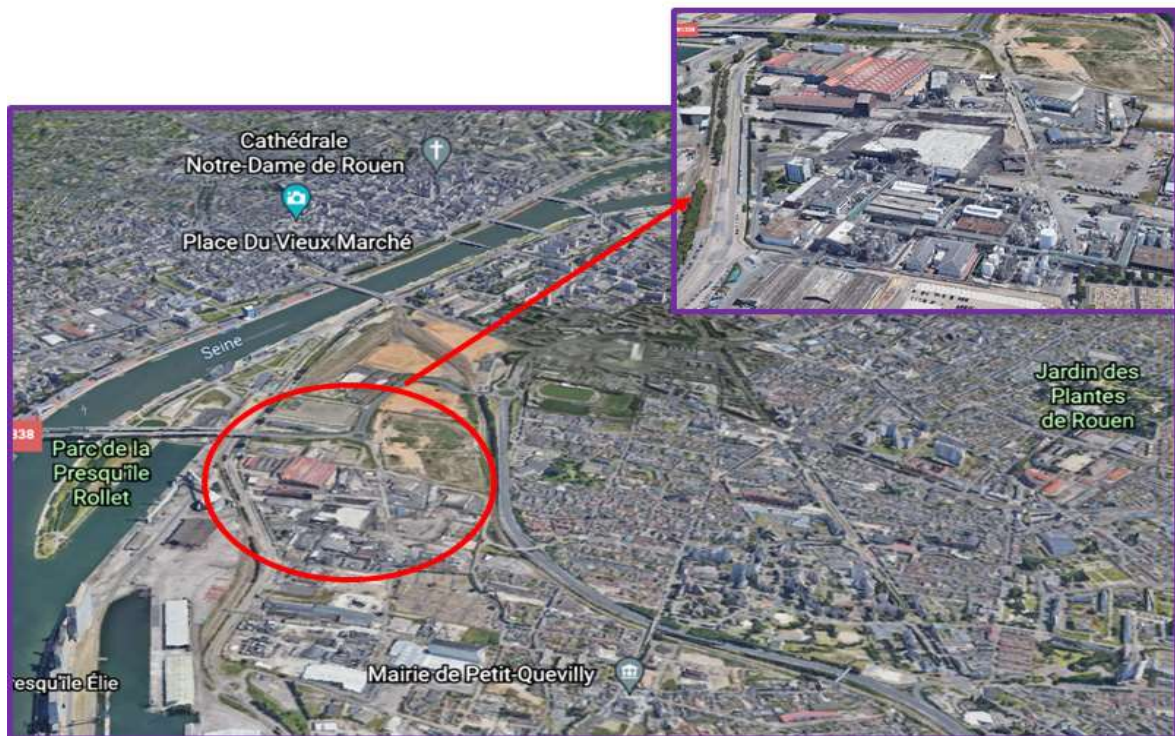 Cathédrale
Notre-Dame de Rouen
Place Du Vieux Marché
Seine
338
Parc de la
Presqu'île
Rollet
Jardin des
Plantes
de Rouen
Mairie de Petit-Quevilly
resqu'île Élie